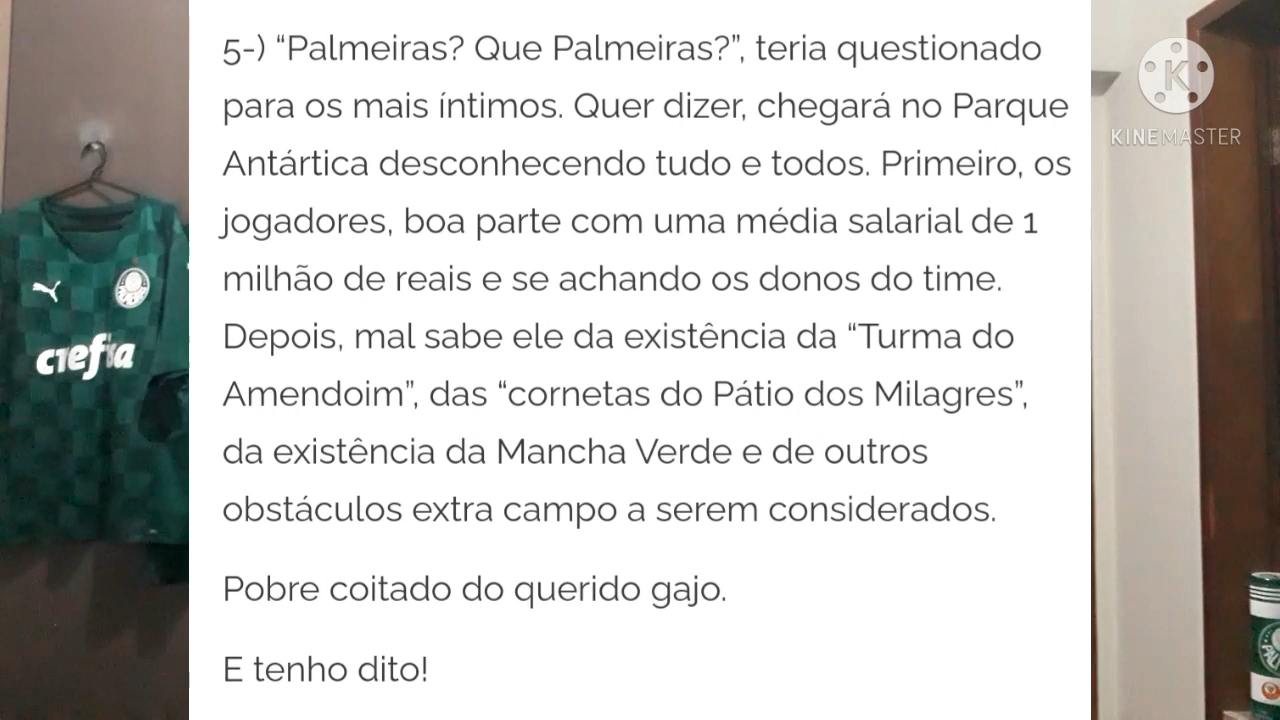 5-) “Palmeiras? Que Palmeiras?”, teria questionado
para os mais íntimos. Quer dizer, chegará no Parque
Antártica desconhecendo tudo e todos. Primeiro, os
jogadores, boa parte com uma média salarial de 1
milhão de reais e se achando os donos do time.
Depois, mal sabe ele da existência da “Turma do
Amendoim”, das “cornetas do Pátio dos Milagres”,
da existência da Mancha Verde e de outros
obstáculos extra campo a serem considerados.
Pobre coitado do querido gajo.
E tenho dito!
KINEMASTER
K
crefisa